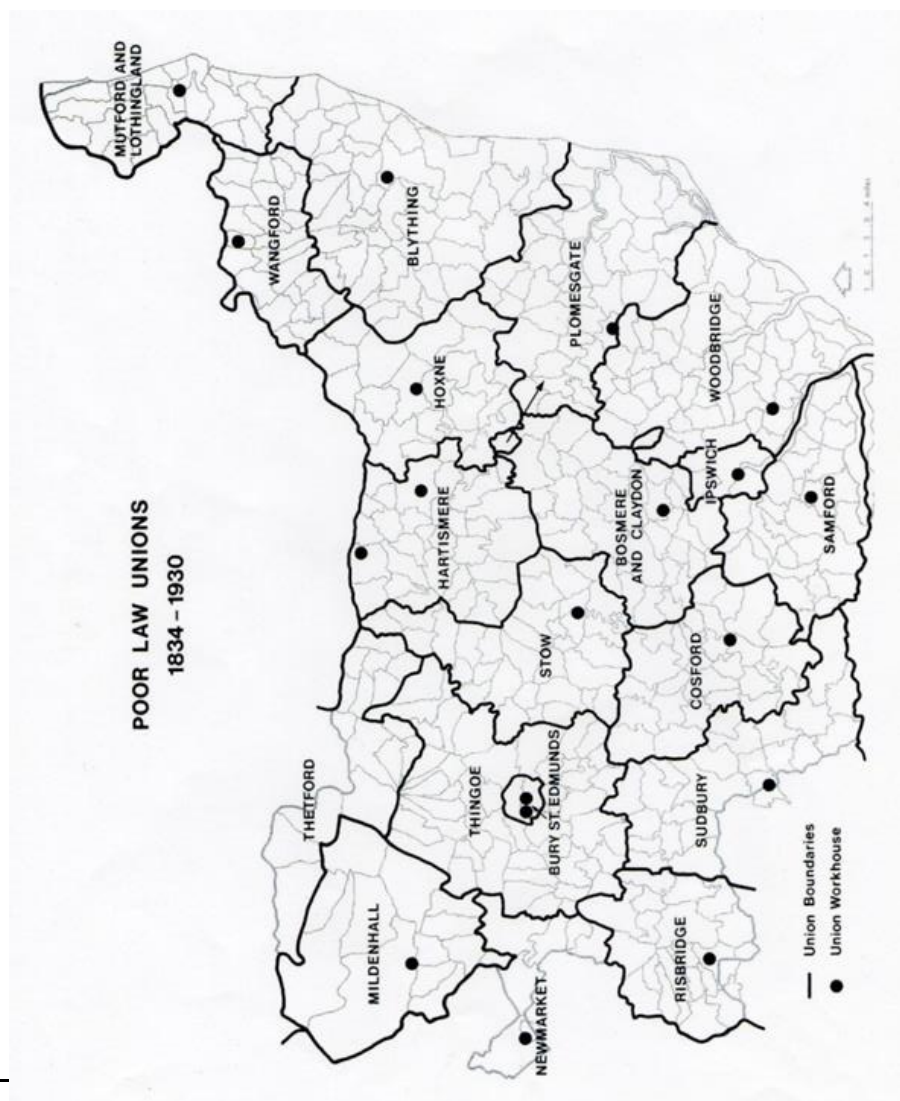 POOR LAW UNIONS
1834 – 1930
MUTFORD AND
LOTHINGLAND
WANGFORD
BLYTHING
PLOMESGATE
WOODBRIDGE
HOXNE
HARTISMERE
BOSMERE
AND CLAYDON
IPSWICH
SAMFORD
STOW
COSFORD
THETFORD
THINGOE
BURY ST. EDMUNDS
SUDBURY
MILDENHALL
NEWMARKET
RISBRIDGE
Union Boundaries
Union Workhouse